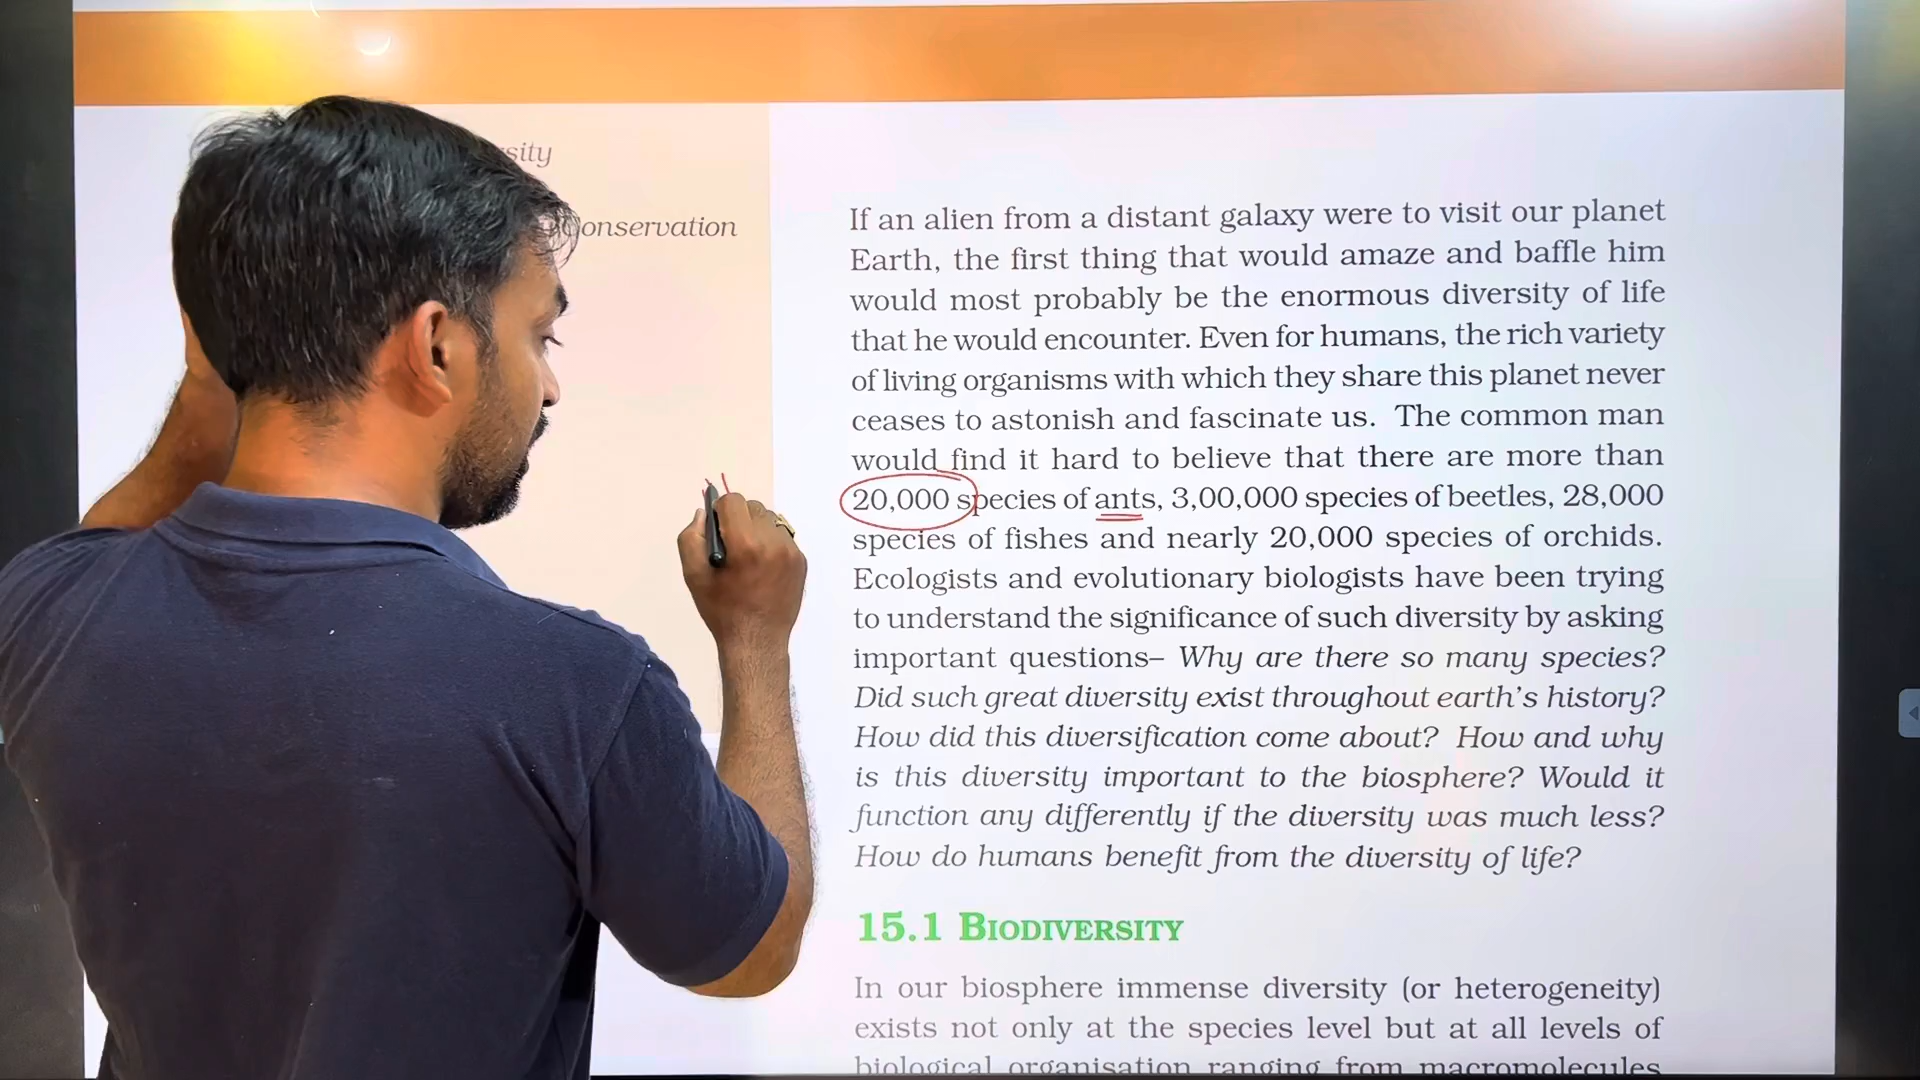 sity
Conservation
If an alien from a distant galaxy were to visit our planet
Earth, the first thing that would amaze and baffle him
would most probably be the enormous diversity of life
that he would encounter. Even for humans, the rich variety
of living organisms with which they share this planet never
ceases to astonish and fascinate us. The common man
would find it hard to believe that there are more than
20,000 species of ants, 3,00,000 species of beetles, 28,000
species of fishes and nearly 20,000 species of orchids.
Ecologists and evolutionary biologists have been trying
to understand the significance of such diversity by asking
important questions– Why are there so many species?
Did such great diversity exist throughout earth's history?
How did this diversification come about? How and why
is this diversity important to the biosphere? Would it
function any differently if the diversity was much less?
How do humans benefit from the diversity of life?
15.1 BIODIVERSITY
In our biosphere immense diversity (or heterogeneity)
exists not only at the species level but at all levels of
biological organisation ranging from macromolecules